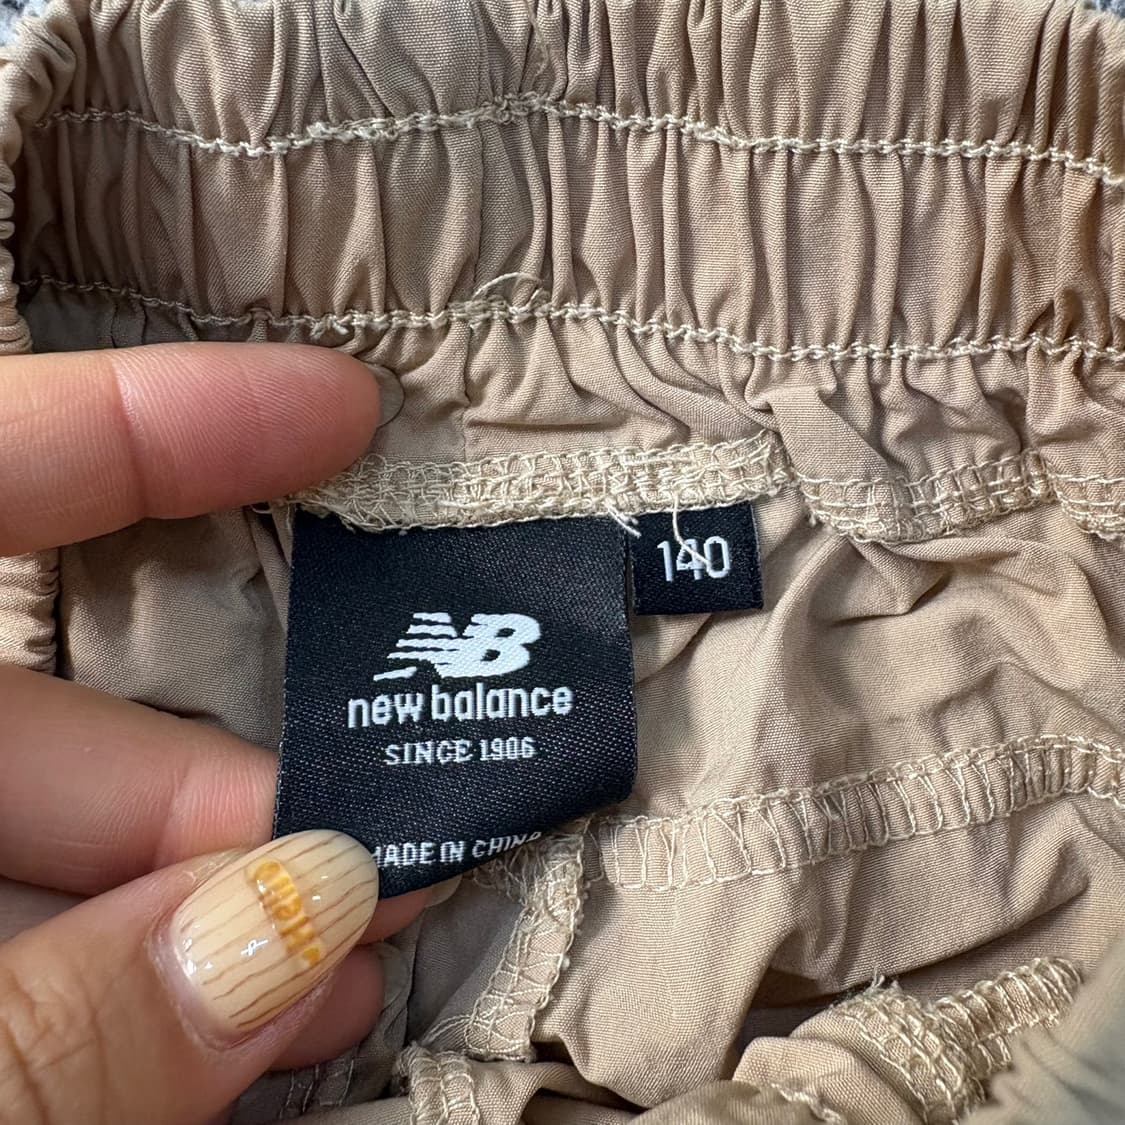 140
NB
new balance
SINCE 1906
MADE IN CHINA